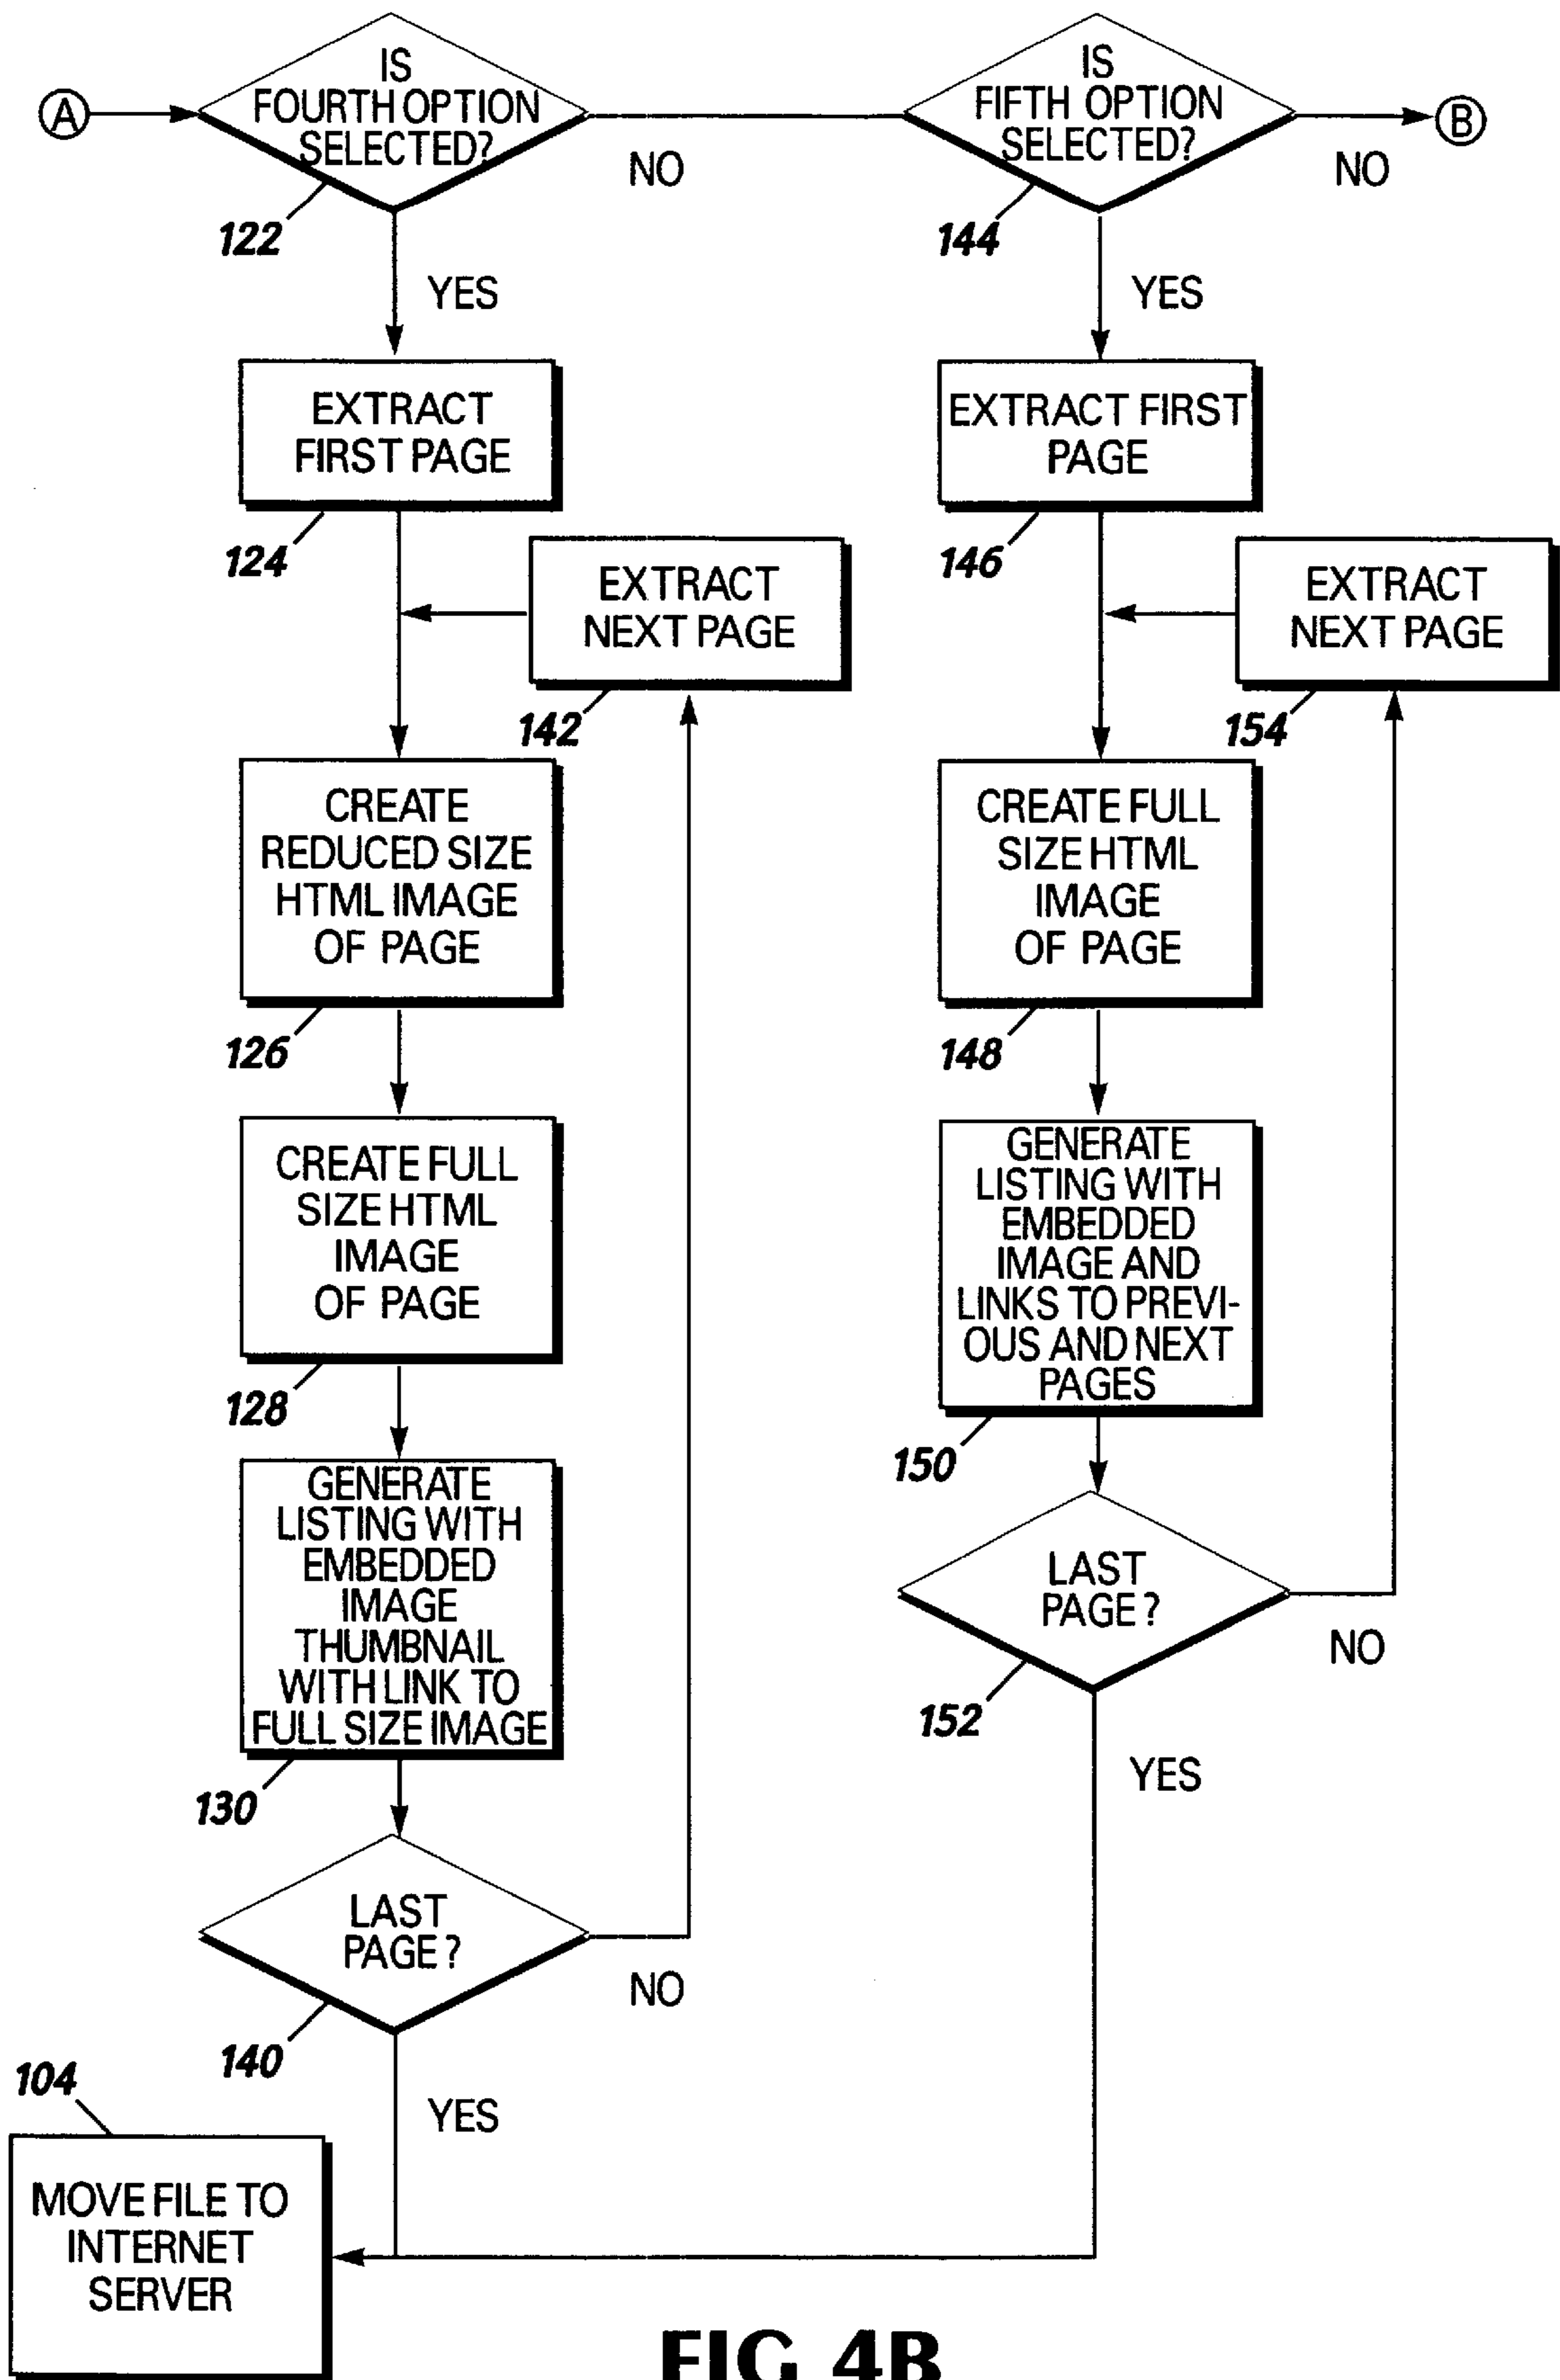 A
IS
FOURTH OPTION
SELECTED?
NO
122
YES
EXTRACT
FIRST PAGE
124
EXTRACT
NEXT PAGE
142
CREATE
REDUCED SIZE
HTML IMAGE
OF PAGE
126
CREATE FULL
SIZE HTML
IMAGE
OF PAGE
128
GENERATE
LISTING WITH
EMBEDDED
IMAGE
THUMBNAIL
WITH LINK TO
FULL SIZE IMAGE
130
LAST
PAGE?
NO
140
YES
104
MOVE FILE TO
INTERNET
SERVER
IS
FIFTH OPTION
SELECTED?
NO
B
144
YES
EXTRACT FIRST
PAGE
146
EXTRACT
NEXT PAGE
154
CREATE FULL
SIZE HTML
IMAGE
OF PAGE
148
GENERATE
LISTING WITH
EMBEDDED
IMAGE AND
LINKS TO PREVI-
OUS AND NEXT
PAGES
150
LAST
PAGE?
NO
152
YES
FIG 4B